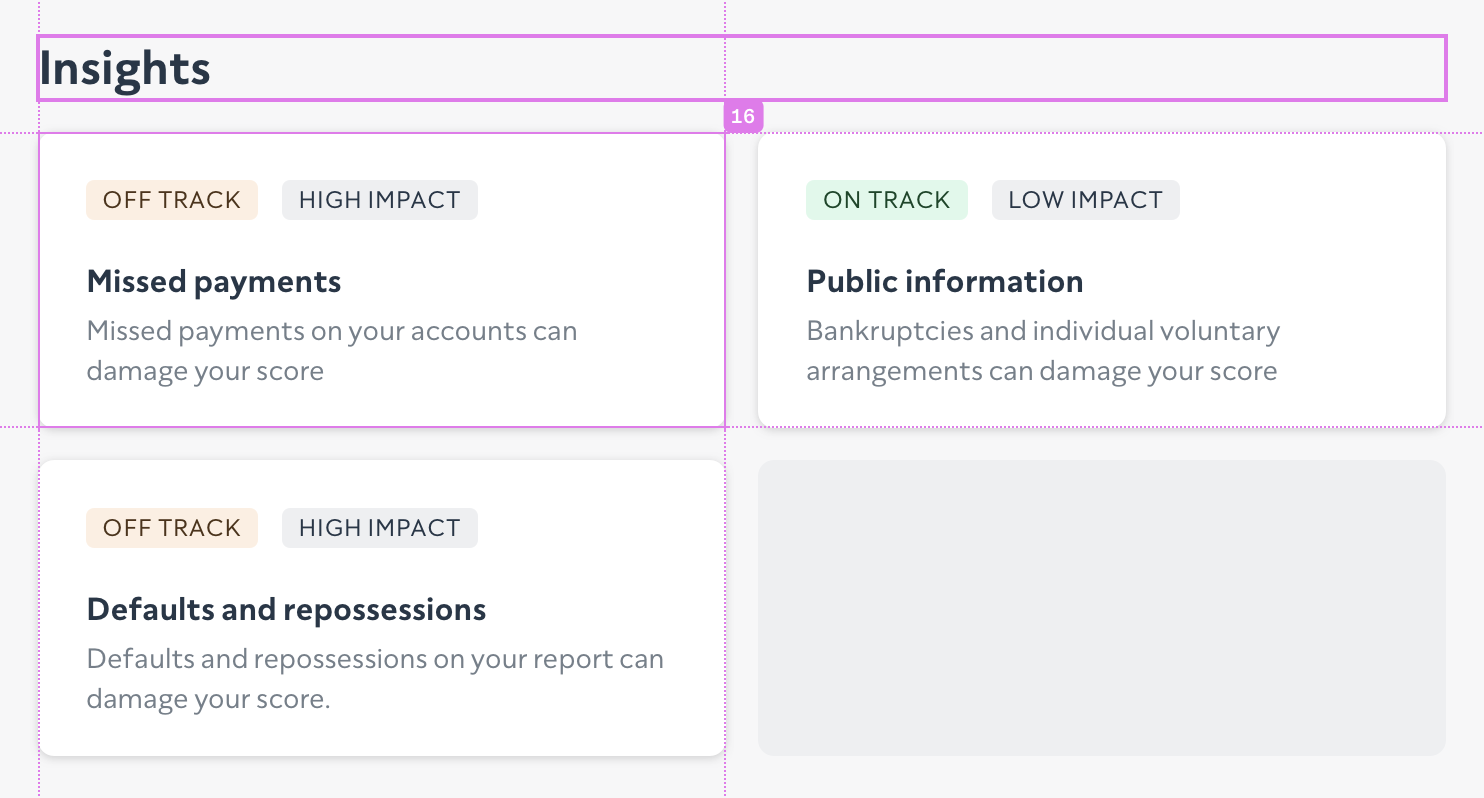 Insights
16
OFF TRACK HIGH IMPACT
Missed payments
Missed payments on your accounts can
damage your score
ON TRACK LOW IMPACT
Public information
Bankruptcies and individual voluntary
arrangements can damage your score
OFF TRACK HIGH IMPACT
Defaults and repossessions
Defaults and repossessions on your report can
damage your score.